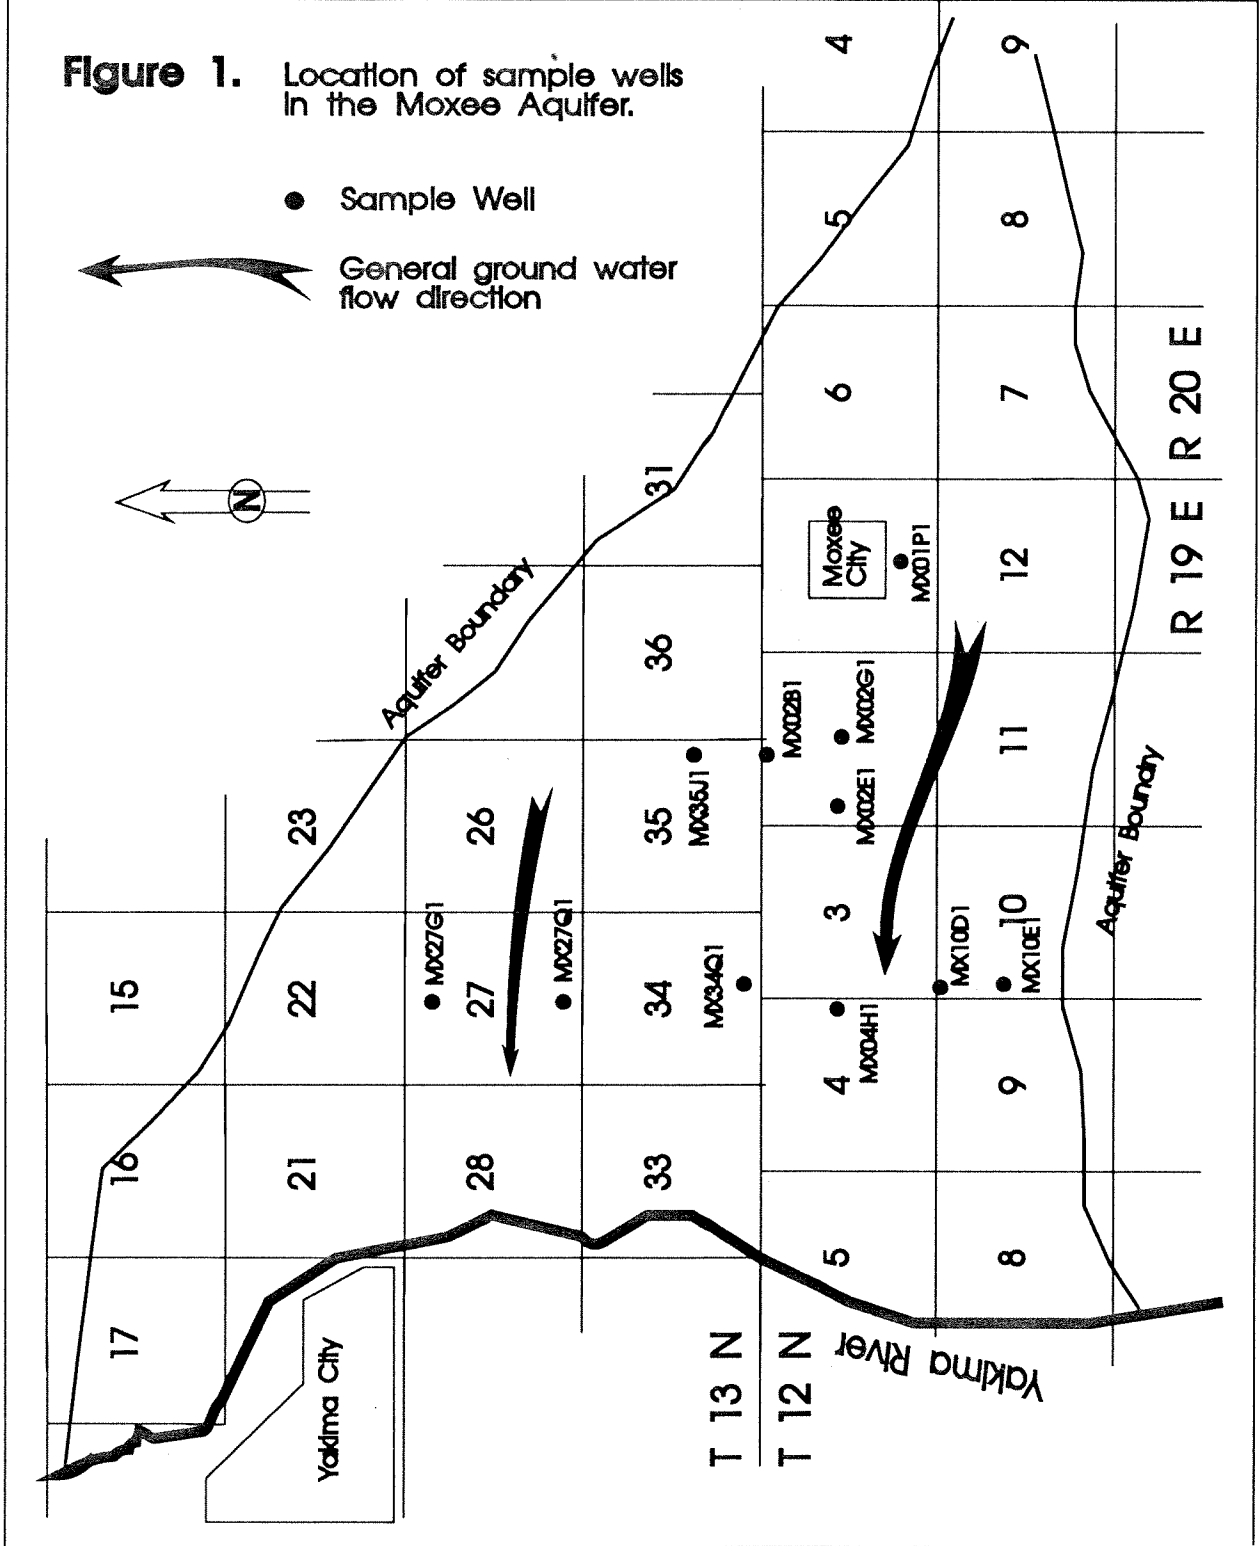 Figure 1.
Location of sample wells
in the Moxee Aquifer.
Sample Well
General ground water
flow direction
N
Aquifer Boundary
4
9
5
8
6
7
31
R 20 E
Moxee
City
MX01P1
12
R 19 E
36
MX02B1
MX02G1
11
23
26
35
MX35J1
MX02E1
Aquifer Boundry
15
22
MX27G1
27
MX27Q1
34
MX34Q1
3
MX10D1
10
MX10E1
MX04H1
4
9
16
21
28
33
5
8
17
Yakima City
T 13 N
T 12 N
Yakima River